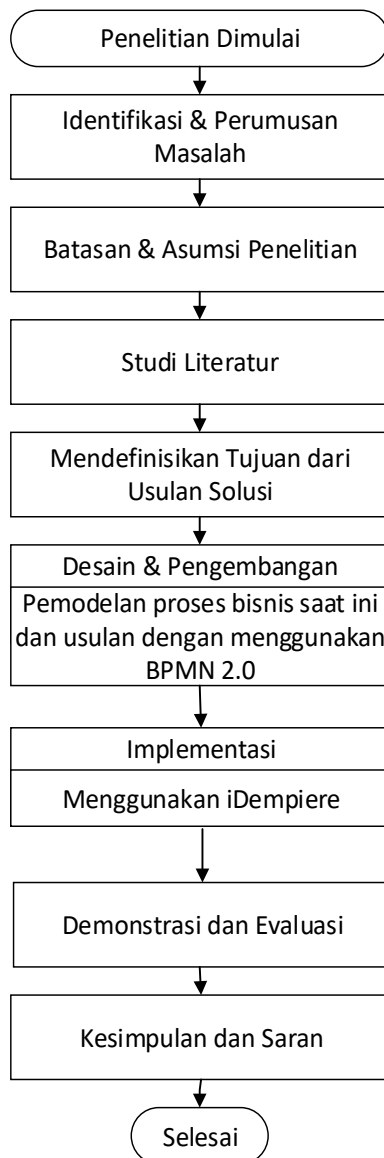 Penelitian Dimulai
Identifikasi & Perumusan
Masalah
Batasan & Asumsi Penelitian
Studi Literatur
Mendefinisikan Tujuan dari
Usulan Solusi
Desain & Pengembangan
Pemodelan proses bisnis saat ini
dan usulan dengan menggunakan
BPMN 2.0
Implementasi
Menggunakan iDempiere
Demonstrasi dan Evaluasi
Kesimpulan dan Saran
Selesai